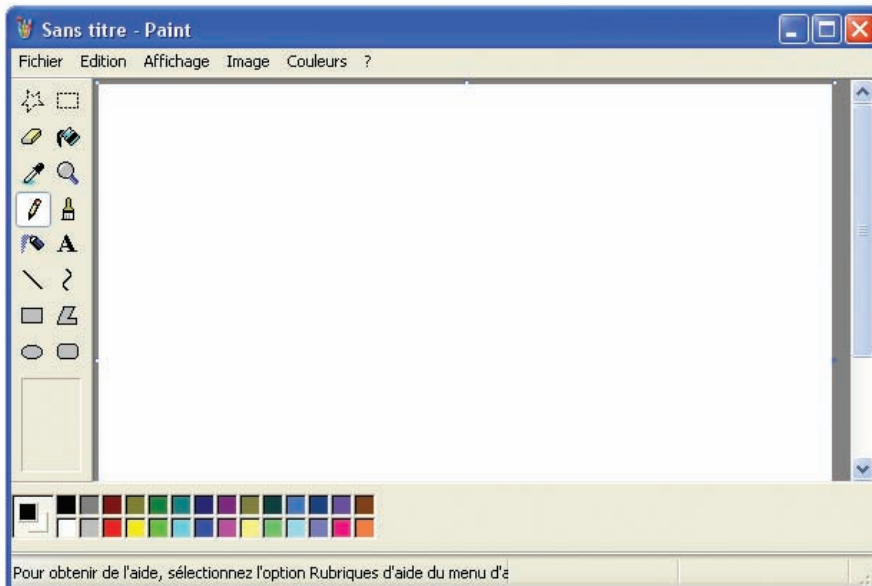 Sans titre - Paint
Fichier Edition Affichage Image Couleurs ?
A
Pour obtenir de l'aide, sélectionnez l'option Rubriques d'aide du menu d'a